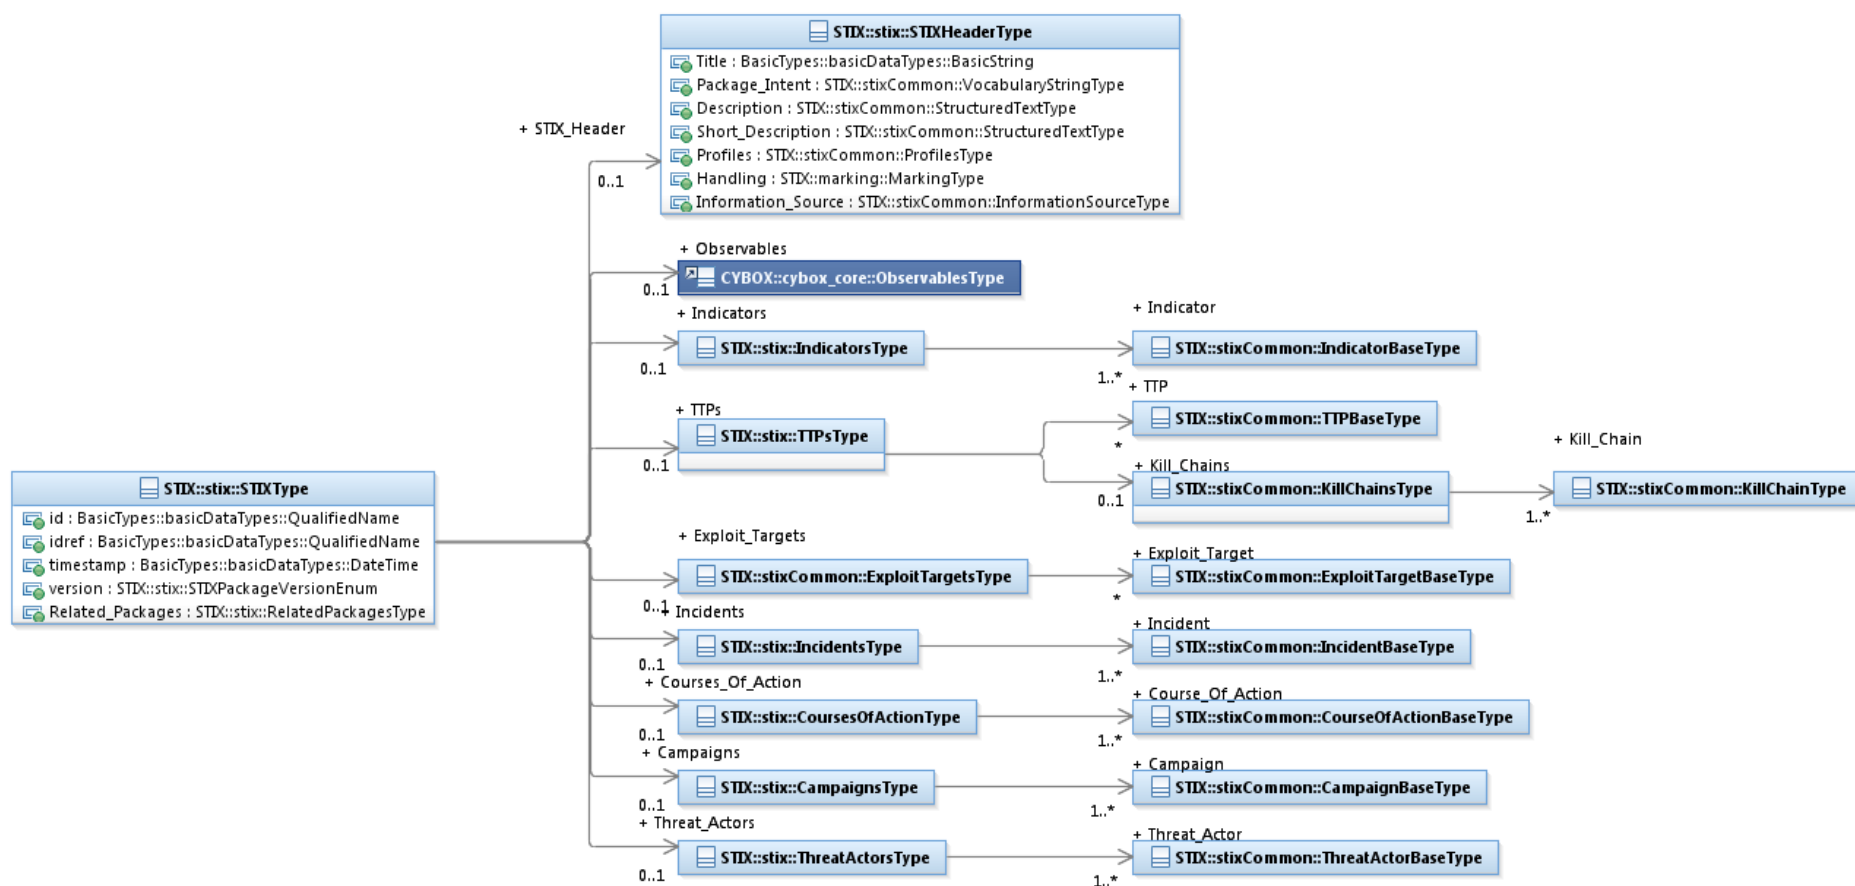 STIX::stix::STIXHeaderType
Title : BasicTypes::basicDataTypes::BasicString
Package_Intent : STIX::stixCommon::VocabularyStringType
Description : STIX::stixCommon::StructuredTextType
Short_Description : STIX::stixCommon::StructuredTextType
Profiles : STIX::stixCommon::ProfilesType
Handling : STIX::marking::MarkingType
Information_Source : STIX::stixCommon::InformationSourceType
+ STIX_Header
0..1
+ Observables
CYBOX::cybox_core::ObservablesType
0..1
+ Indicators
STIX::stix::IndicatorsType
0..1
+ Indicator
STIX::stixCommon::IndicatorBaseType
1..*
+ TTPs
STIX::stix::TTPsType
0..1
+ TTP
STIX::stixCommon::TTPBaseType
*
+ Kill_Chains
STIX::stixCommon::KillChainsType
0..1
+ Kill_Chain
STIX::stixCommon::KillChainType
1..*
STIX::stix::STIXType
id : BasicTypes::basicDataTypes::QualifiedName
idref : BasicTypes::basicDataTypes::QualifiedName
timestamp : BasicTypes::basicDataTypes::DateTime
version : STIX::stix::STIXPackageVersionEnum
Related_Packages : STIX::stix::RelatedPackagesType
+ Exploit_Targets
STIX::stixCommon::ExploitTargetsType
0..1
+ Exploit_Target
STIX::stixCommon::ExploitTargetBaseType
*
+ Incidents
STIX::stix::IncidentsType
0..1
+ Incident
STIX::stixCommon::IncidentBaseType
1..*
+ Courses_Of_Action
STIX::stix::CoursesOfActionType
0..1
+ Course_Of_Action
STIX::stixCommon::CourseOfActionBaseType
1..*
+ Campaigns
STIX::stix::CampaignsType
0..1
+ Campaign
STIX::stixCommon::CampaignBaseType
1..*
+ Threat_Actors
STIX::stix::ThreatActorsType
0..1
+ Threat_Actor
STIX::stixCommon::ThreatActorBaseType
1..*